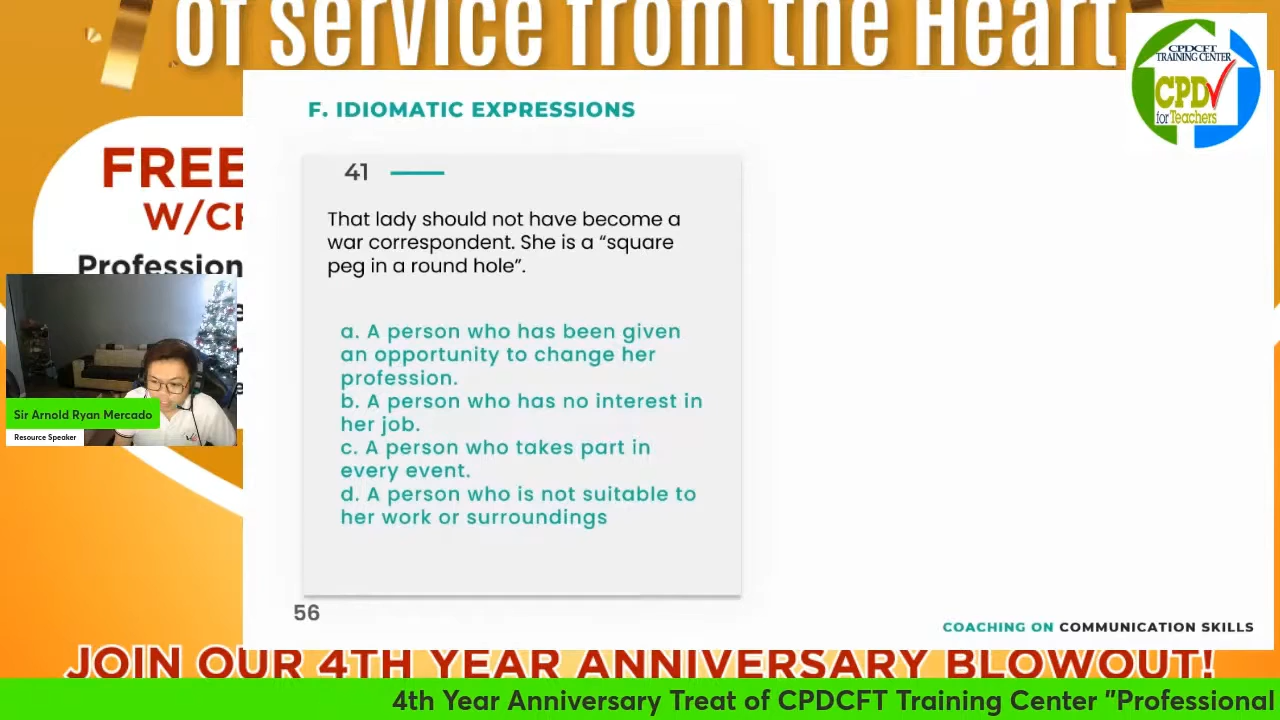 of service from the Heart
CPDCFT
TRAINING CENTER
CPD
for Teachers
F. IDIOMATIC EXPRESSIONS
FREE
W/CP
Profession
41
That lady should not have become a
war correspondent. She is a “square
peg in a round hole”.
a. A person who has been given
an opportunity to change her
profession.
b. A person who has no interest in
her job.
c. A person who takes part in
every event.
d. A person who is not suitable to
her work or surroundings
Sir Arnold Ryan Mercado
Resource Speaker
56
COACHING ON COMMUNICATION SKILLS
JOIN OUR 4TH YEAR ANNIVERSARY BLOWOUT!
4th Year Anniversary Treat of CPDCFT Training Center "Professional